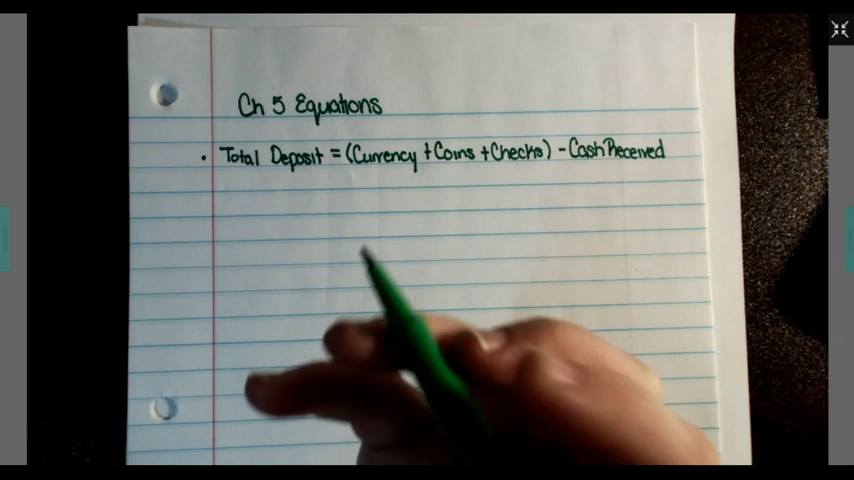 Ch 5 Equations
• Total Deposit = (Currency + Coins + Checks) - Cash Received